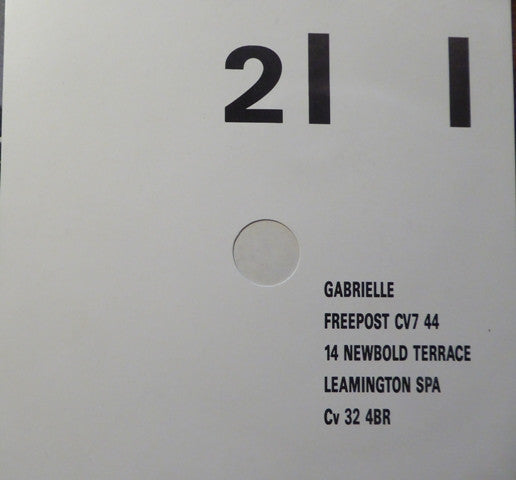 2
GABRIELLE
FREEPOST CV7 44
14 NEWBOLD TERRACE
LEAMINGTON SPA
Cv 32 4BR